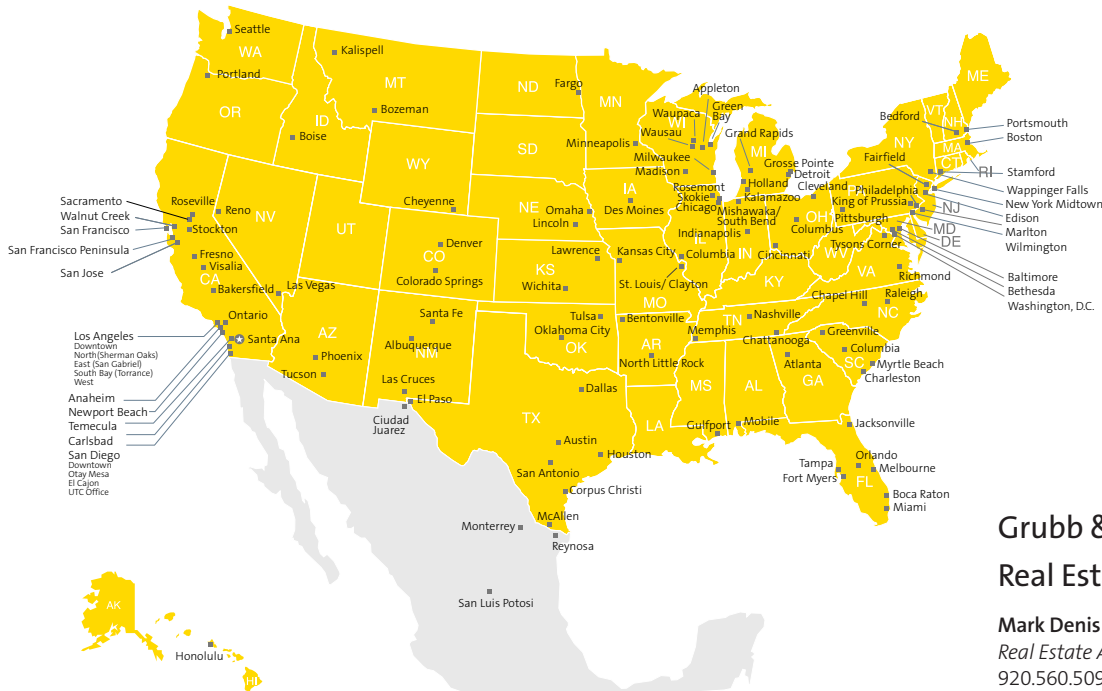 Seattle
WA
Portland
OR
Kalispell
MT
Bozeman
ID
Boise
WY
Cheyenne
ND
Fargo
SD
MN
Minneapolis
Appleton
Green
Bay
Waupaca
WI
Wausau
Grand Rapids
MI
Milwaukee
Madison
Grosse Pointe
Detroit
Cleveland
Holland
Kalamazoo
Rosemont
Skokie
Chicago
Mishawaka/
South Bend
Indianapolis
IA
Des Moines
NE
Omaha
Lincoln
ME
VT
NH
Bedford
Portsmouth
Boston
NY
MA
CT
RI
Fairfield
Stamford
Wappinger Falls
New York Midtown
Edison
Marlton
Wilmington
Philadelphia
King of Prussia
NJ
Pittsburgh
MD
DE
OH
Columbus
Tysons Corner
WV
Baltimore
Bethesda
Washington, D.C.
VA
Richmond
Sacramento
Walnut Creek
San Francisco
San Francisco Peninsula
San Jose
Roseville
Reno
Stockton
NV
UT
Fresno
Visalia
CA
Bakersfield
Las Vegas
CO
Denver
Colorado Springs
KS
Lawrence
Wichita
Kansas City
Columbia
St. Louis/ Clayton
MO
IL
IN
Cincinnati
KY
Chapel Hill
Raleigh
NC
Ontario
Santa Ana
Los Angeles
Downtown
North(Sherman Oaks)
East (San Gabriel)
South Bay (Torrance)
West
Anaheim
Newport Beach
Temecula
Carlsbad
San Diego
Downtown
Otay Mesa
El Cajon
UTC Office
AZ
Phoenix
Tucson
Santa Fe
Albuquerque
NM
Las Cruces
El Paso
Ciudad
Juarez
Tulsa
Oklahoma City
OK
Bentonville
AR
North Little Rock
TN
Memphis
Nashville
Chattanooga
Greenville
Columbia
SC
Myrtle Beach
Charleston
Atlanta
GA
MS
AL
LA
Gulfport
Mobile
TX
Dallas
Austin
Houston
San Antonio
Corpus Christi
McAllen
Reynosa
Monterrey
San Luis Potosi
Jacksonville
Orlando
Tampa
Melbourne
Fort Myers
FL
Boca Raton
Miami
AK
Honolulu
HI
Grubb &
Real Est
Mark Denis
Real Estate A
920.560.509